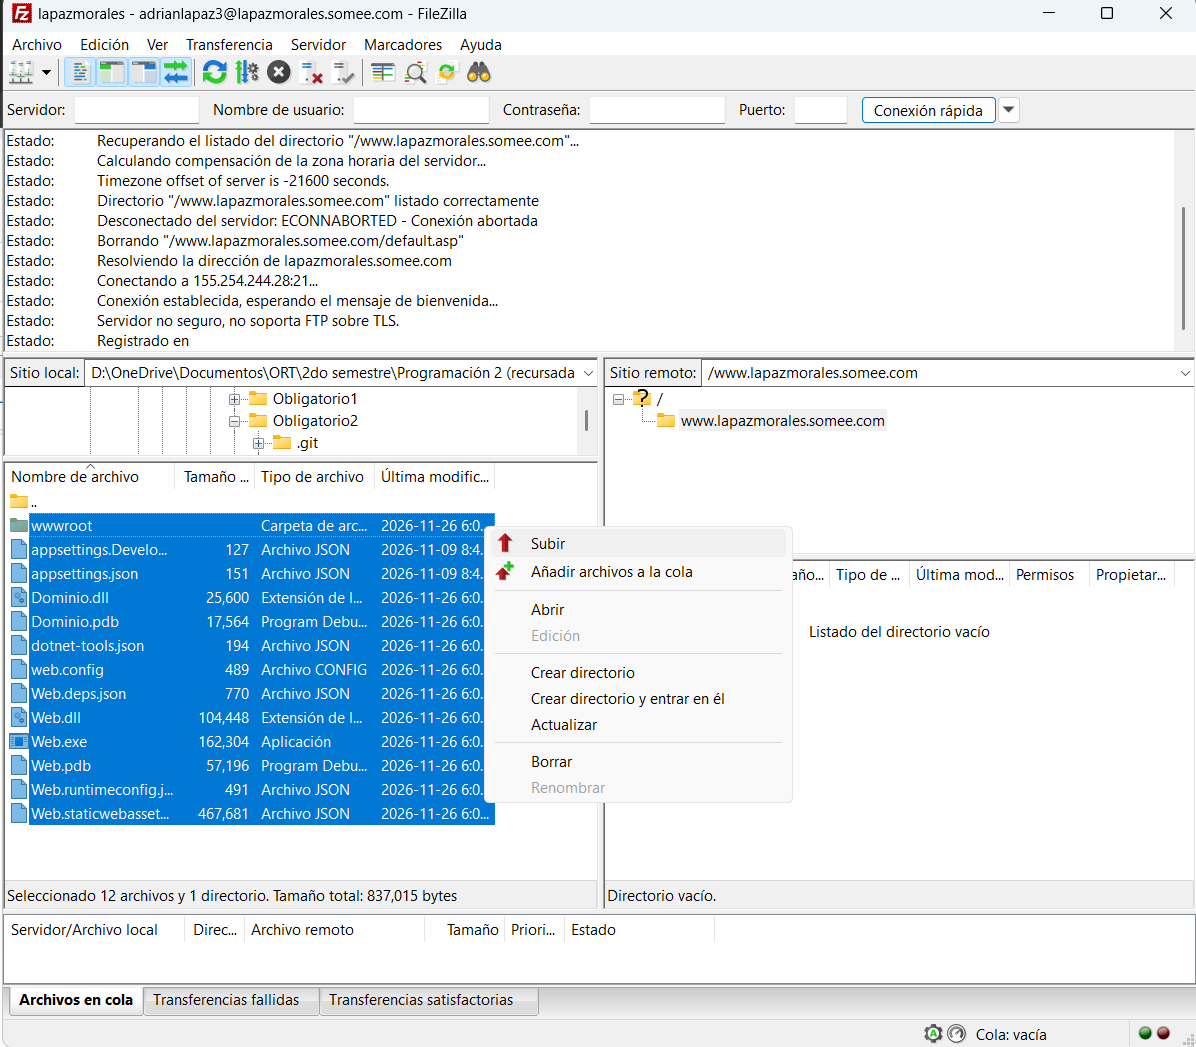 lapazmorales - adrianlapaz3@lapazmorales.somee.com - FileZilla
Archivo Edición Ver Transferencia Servidor Marcadores Ayuda
Servidor: Nombre de usuario: Contraseña: Puerto: Conexión rápida
Estado: Recuperando el listado del directorio "/www.lapazmorales.somee.com"...
Estado: Calculando compensación de la zona horaria del servidor...
Estado: Timezone offset of server is -21600 seconds.
Estado: Directorio "/www.lapazmorales.somee.com" listado correctamente
Estado: Desconectado del servidor: ECONNABORTED - Conexión abortada
Estado: Borrando "/www.lapazmorales.somee.com/default.asp"
Estado: Resolviendo la dirección de lapazmorales.somee.com
Estado: Conectando a 155.254.244.28:21...
Estado: Conexión establecida, esperando el mensaje de bienvenida...
Estado: Servidor no seguro, no soporta FTP sobre TLS.
Estado: Registrado en
Sitio local: D:\OneDrive\Documentos\ORT\2do semestre\Programación 2 (recursada
Obligatorio1
Obligatorio2
.git
Sitio remoto: /www.lapazmorales.somee.com
/
www.lapazmorales.somee.com
Nombre de archivo Tamaño ... Tipo de archivo Última modific...
..
wwwroot Carpeta de arc... 2026-11-26 6:0...
appsettings.Develo... 127 Archivo JSON 2026-11-09 8:4...
appsettings.json 151 Archivo JSON 2026-11-09 8:4...
Dominio.dll 25,600 Extensión de l... 2026-11-26 6:0...
Dominio.pdb 17,564 Program Debu... 2026-11-26 6:0...
dotnet-tools.json 194 Archivo JSON 2026-11-26 6:0...
web.config 489 Archivo CONFIG 2026-11-26 6:0...
Web.deps.json 770 Archivo JSON 2026-11-26 6:0...
Web.dll 104,448 Extensión de l... 2026-11-26 6:0...
Web.exe 162,304 Aplicación 2026-11-26 6:0...
Web.pdb 57,196 Program Debu... 2026-11-26 6:0...
Web.runtimeconfig.j... 491 Archivo JSON 2026-11-26 6:0...
Web.staticwebasset... 467,681 Archivo JSON 2026-11-26 6:0...
Seleccionado 12 archivos y 1 directorio. Tamaño total: 837,015 bytes
Subir
Añadir archivos a la cola
Abrir
Edición
Crear directorio
Crear directorio y entrar en él
Actualizar
Borrar
Renombrar
año... Tipo de ... Última mod... Permisos Propietar...
Listado del directorio vacío
Directorio vacío.
Servidor/Archivo local Direc... Archivo remoto Tamaño Priori... Estado
Archivos en cola Transferencias fallidas Transferencias satisfactorias
Cola: vacía